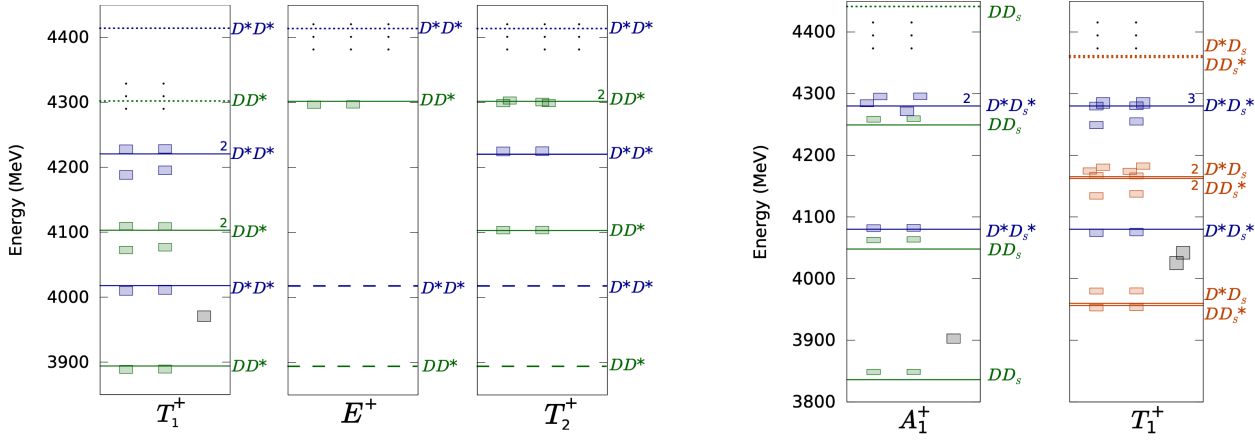 Energy (MeV)
4400
4300
4200
4100
4000
3900
D*D*
DD*
2
D*D*
2
DD*
D*D*
DD*
T₁⁺
D*D*
DD*
D*D*
DD*
E⁺
D*D*
2
DD*
D*D*
DD*
D*D*
DD*
T₂⁺
Energy (MeV)
4400
4300
4200
4100
4000
3900
3800
DDₛ
2
D*Dₛ*
DDₛ
D*Dₛ*
DDₛ
DDₛ
A₁⁺
D*Dₛ
DDₛ*
3
D*Dₛ*
2
D*Dₛ
2
DDₛ*
D*Dₛ*
D*Dₛ
DDₛ*
T₁⁺